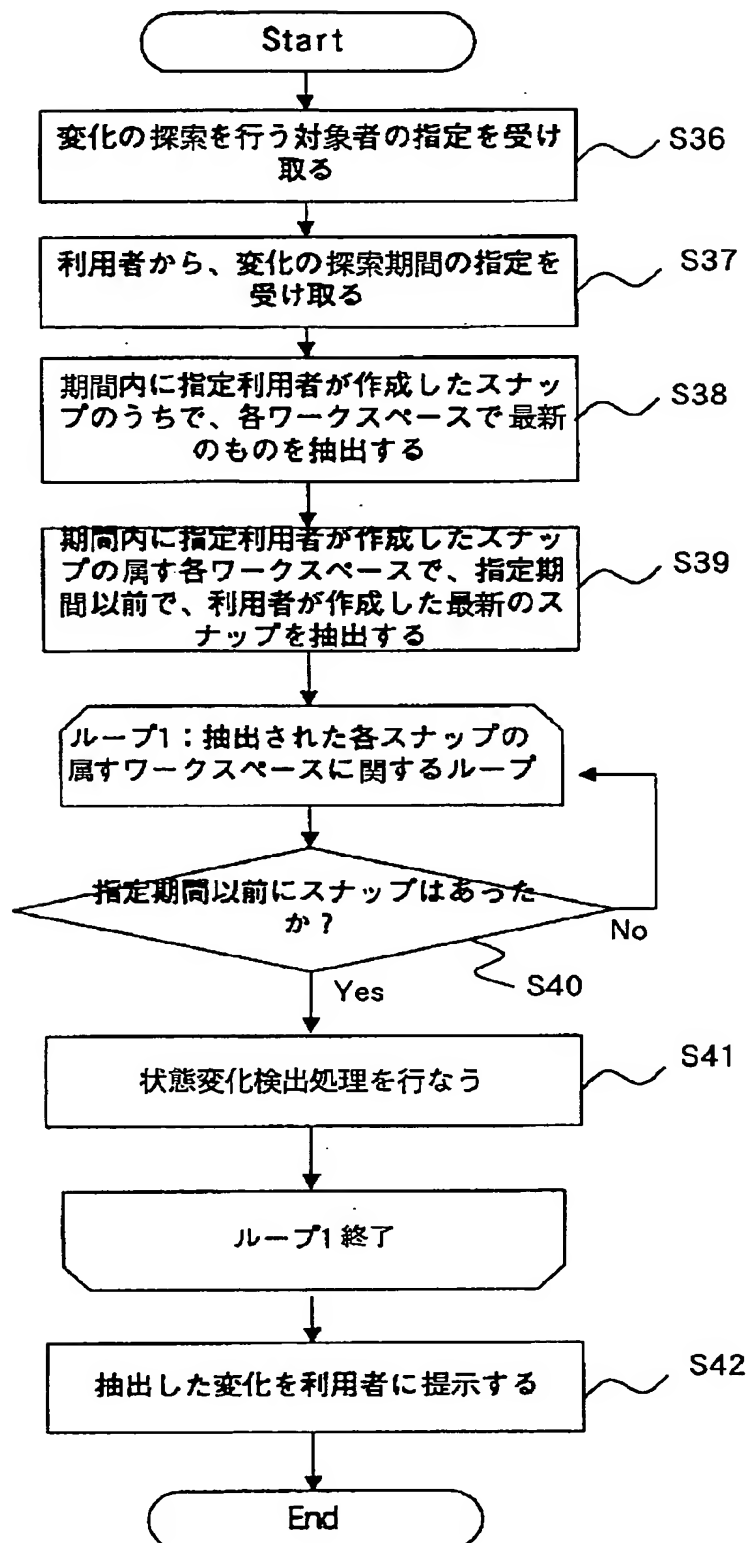 Start
変化の探索を行う対象者の指定を受け
取る
S36
利用者から、変化の探索期間の指定を
受け取る
S37
期間内に指定利用者が作成したスナッ
プのうちで、各ワークスペースで最新
のものを抽出する
S38
期間内に指定利用者が作成したスナッ
プの属す各ワークスペースで、指定期
間以前で、利用者が作成した最新のス
ナップを抽出する
S39
ループ1：抽出された各スナップの
属すワークスペースに関するループ
指定期間以前にスナップはあった
か？
No
S40
Yes
状態変化検出処理を行なう
S41
ループ1終了
抽出した変化を利用者に提示する
S42
End